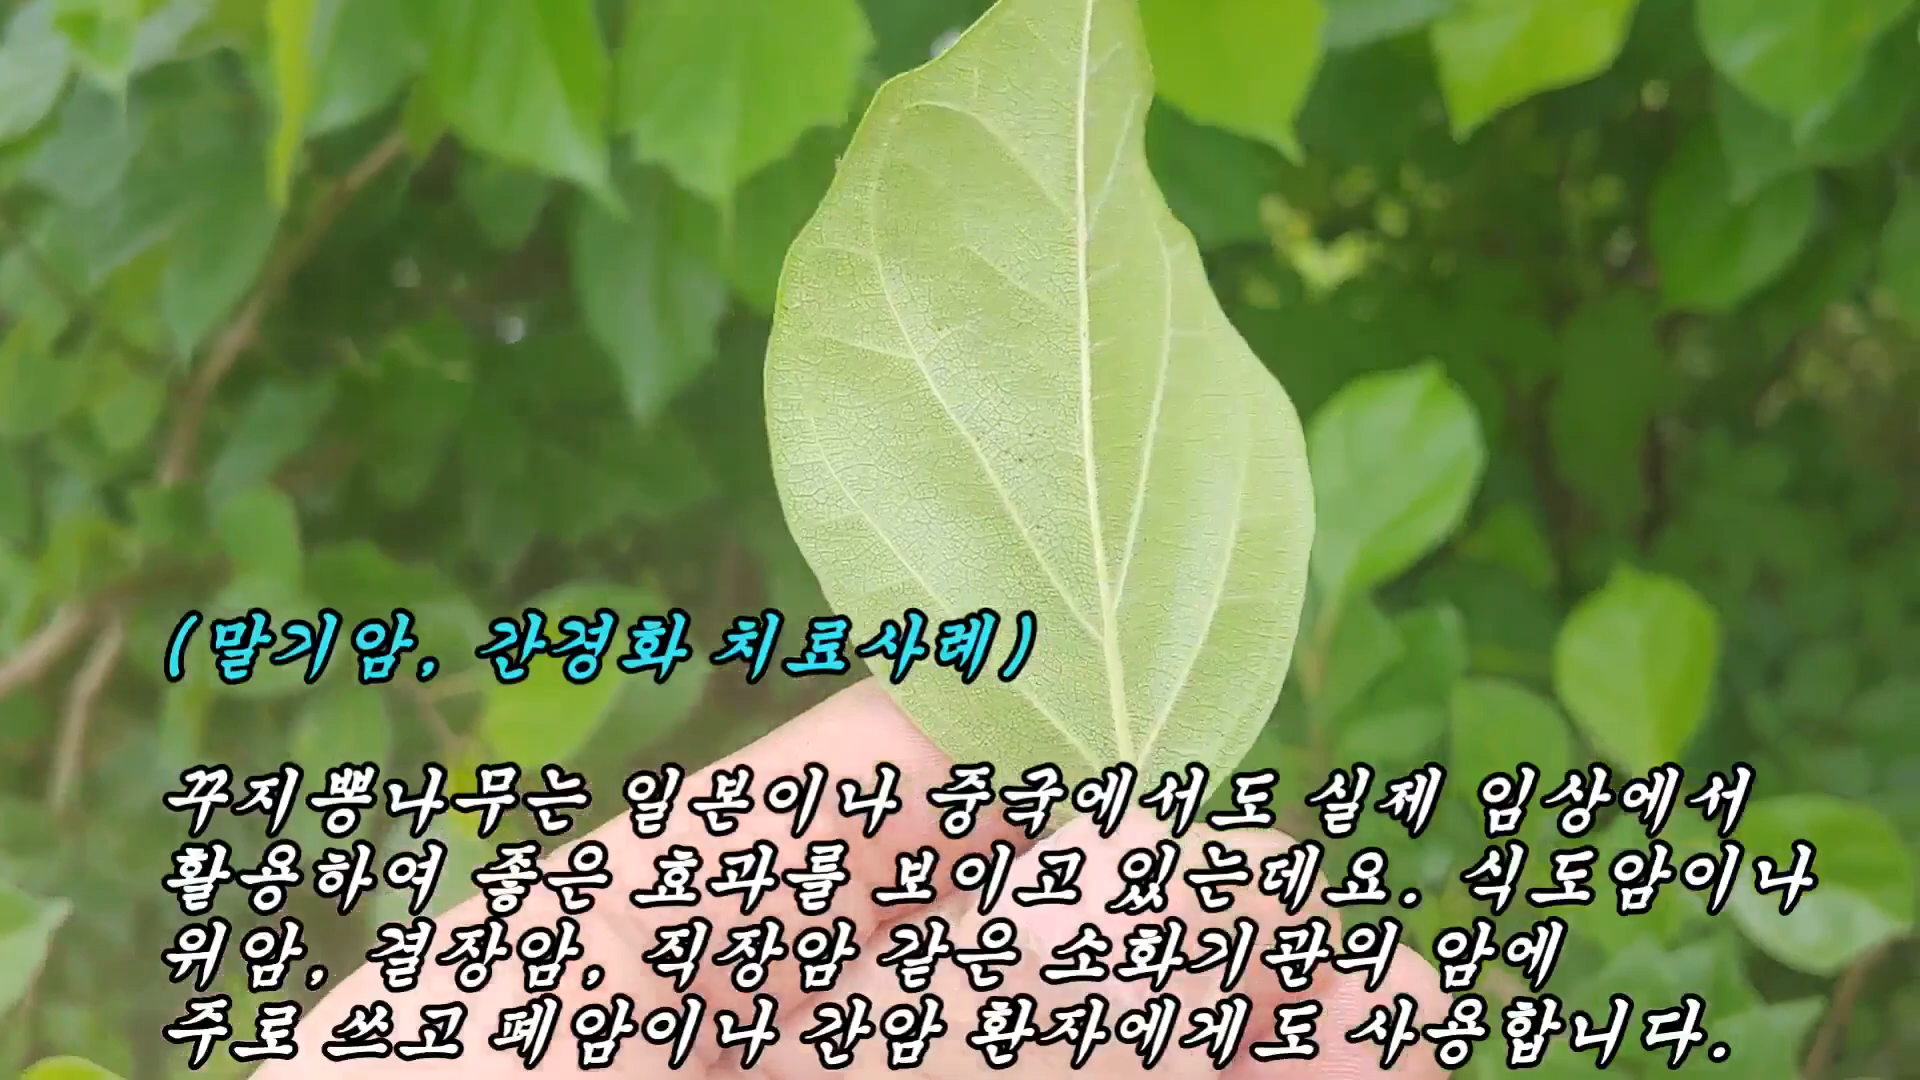 (말기암, 간경화 치료사례)
꾸지뽕나무는 일본이나 중국에서도 실제 임상에서
활용하여 좋은 효과를 보이고 있는데요. 식도암이나
위암, 결장암, 직장암 같은 소화기관의 암에
주로 쓰고 폐암이나 간암 환자에게도 사용합니다.